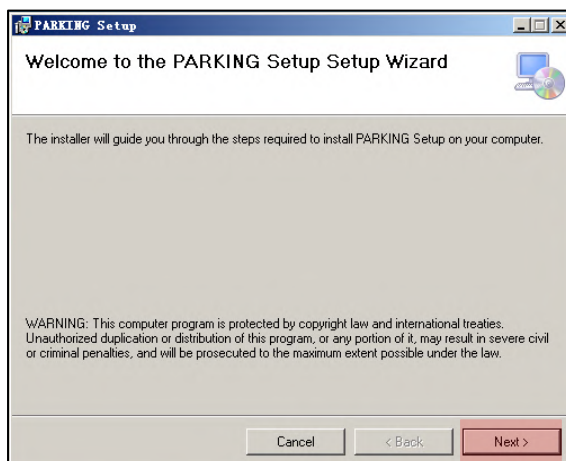 PARKING Setup
Welcome to the PARKING Setup Setup Wizard
The installer will guide you through the steps required to install PARKING Setup on your computer.
WARNING: This computer program is protected by copyright law and international treaties.
Unauthorized duplication or distribution of this program, or any portion of it, may result in severe civil
or criminal penalties, and will be prosecuted to the maximum extent possible under the law.
Cancel
< Back
Next >